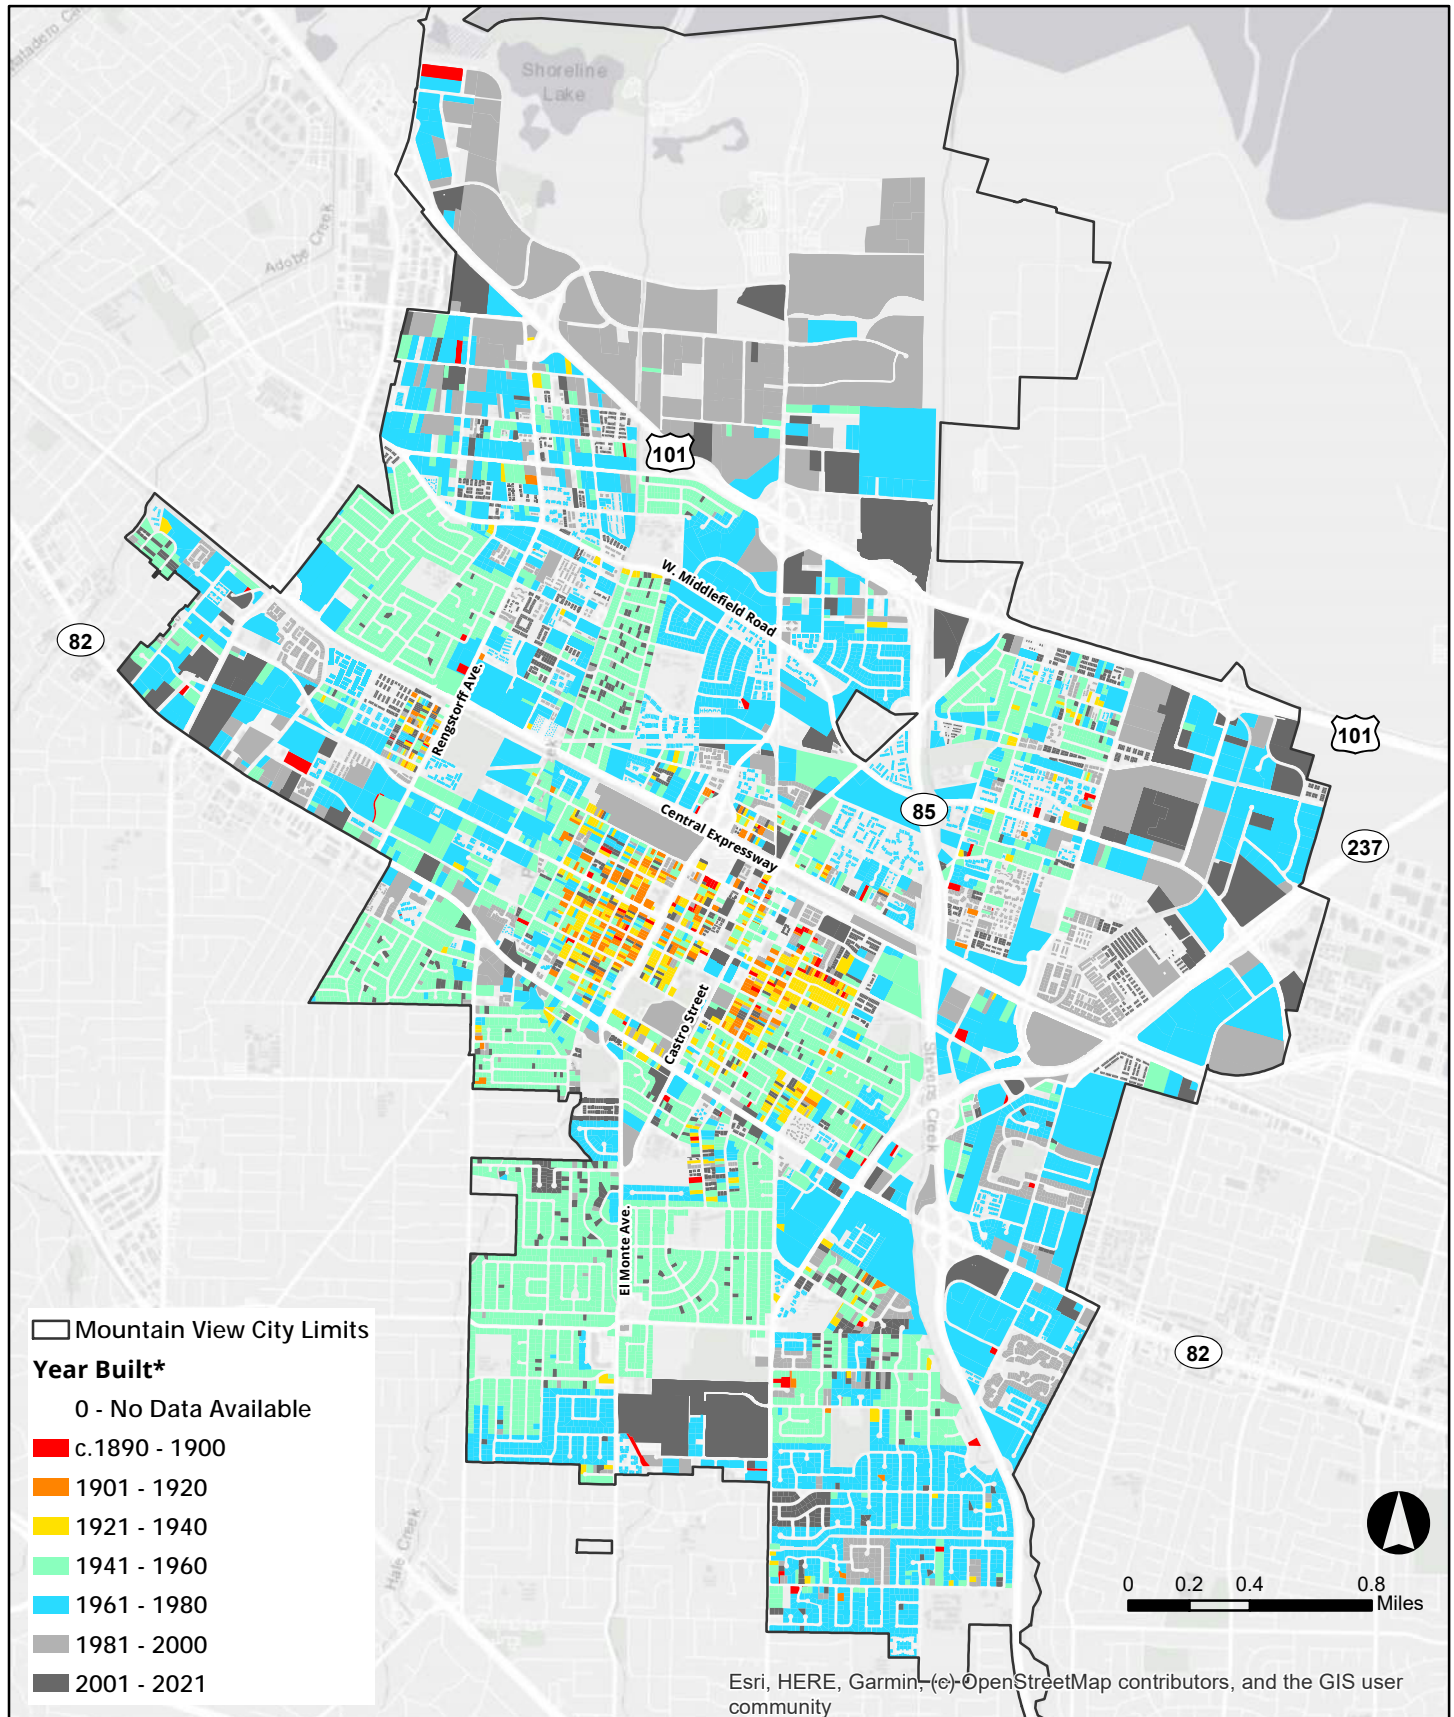 Matadero
Shoreline
Lake
Adobe Creek
101
W. Middlefield Road
82
Rengstorff Ave.
101
85
Central Expressway
237
Castro Street
Stevens Creek
El Monte Ave.
Mountain View City Limits
Year Built*
0 - No Data Available
c.1890 - 1900
1901 - 1920
1921 - 1940
1941 - 1960
1961 - 1980
1981 - 2000
2001 - 2021
82
Hale Creek
0 0.2 0.4 0.8
Miles
Esri, HERE, Garmin, (c) OpenStreetMap contributors, and the GIS user
community